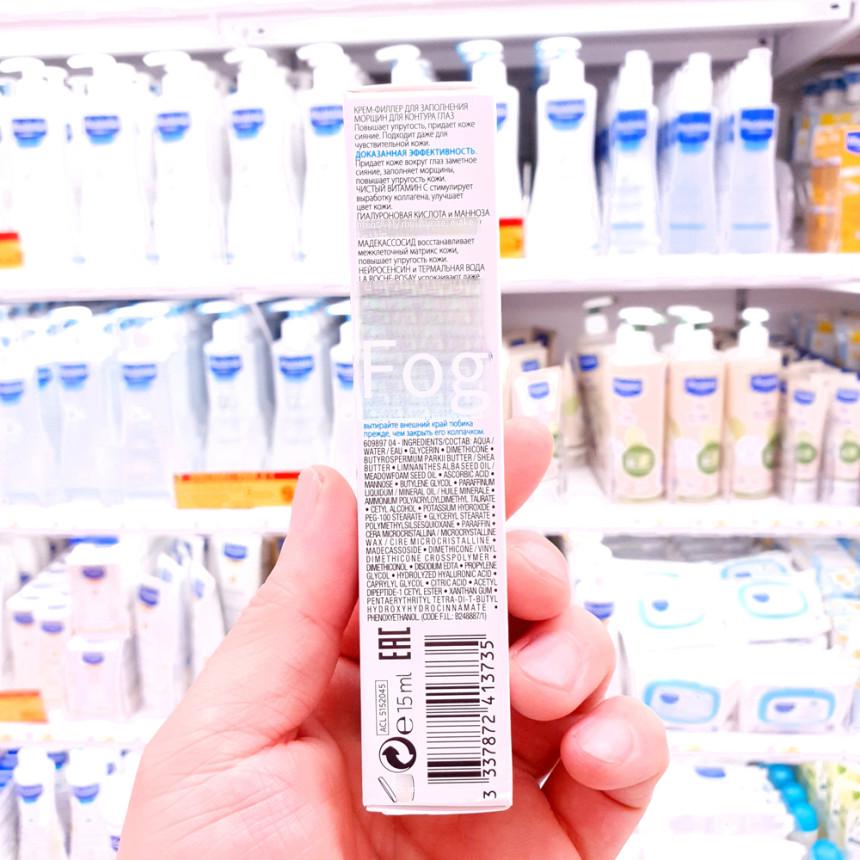 КРЕМ-ФИЛЛЕР ДЛЯ ЗАПОЛНЕНИЯ
МОРЩИН ДЛЯ КОНТУРА ГЛАЗ
Повышает упругость, придает коже
сияние. Подходит даже для
чувствительной кожи.
ДОКАЗАННАЯ ЭФФЕКТИВНОСТЬ.
Придает коже вокруг глаз заметное
сияние, заполняет морщины,
повышает упругость кожи.
ЧИСТЫЙ ВИТАМИН С стимулирует
выработку коллагена, улучшает
цвет кожи.
ГИАЛУРОНОВАЯ КИСЛОТА и МАННОЗА
МАДЕКАССОСИД восстанавливает
межклеточный матрикс кожи,
повышает упругость кожи.
НЕЙРОСЕНСИН и ТЕРМАЛЬНАЯ ВОДА
LA ROCHE-POSAY успокаивают даже
Fog
вытирайте внешний край тюбика
прежде, чем закрыть его колпачком.
609897 04 - INGREDIENTS/СОСТАВ: AQUA /
WATER / EAU • GLYCERIN • DIMETHICONE •
BUTYROSPERMUM PARKII BUTTER / SHEA
BUTTER • LIMNANTHES ALBA SEED OIL /
MEADOWFOAM SEED OIL • ASCORBIC ACID •
MANNOSE • BUTYLENE GLYCOL • PARAFFINUM
LIQUIDUM / MINERAL OIL / HUILE MINERALE •
AMMONIUM POLYACRYLOYLDIMETHYL TAURATE
• CETYL ALCOHOL • POTASSIUM HYDROXIDE •
PEG-100 STEARATE • GLYCERYL STEARATE •
POLYMETHYLSILSESQUIOXANE • PARAFFIN •
CERA MICROCRISTALLINA / MICROCRYSTALLINE
WAX / CIRE MICROCRISTALLINE •
MADECASSOSIDE • DIMETHICONE / VINYL
DIMETHICONE CROSSPOLYMER •
DIMETHICONOL • DISODIUM EDTA • PROPYLENE
GLYCOL • HYDROLYZED HYALURONIC ACID •
CAPRYLYL GLYCOL • CITRIC ACID • ACETYL
DIPEPTIDE-1 CETYL ESTER • XANTHAN GUM •
PENTAERYTHRITYL TETRA-DI-T-BUTYL
HYDROXYHYDROCINNAMATE •
PHENOXYETHANOL. (CODE F.I.L.: B248887/1)
EAC
ACL 5152045
e 15ml
3 337872 413735